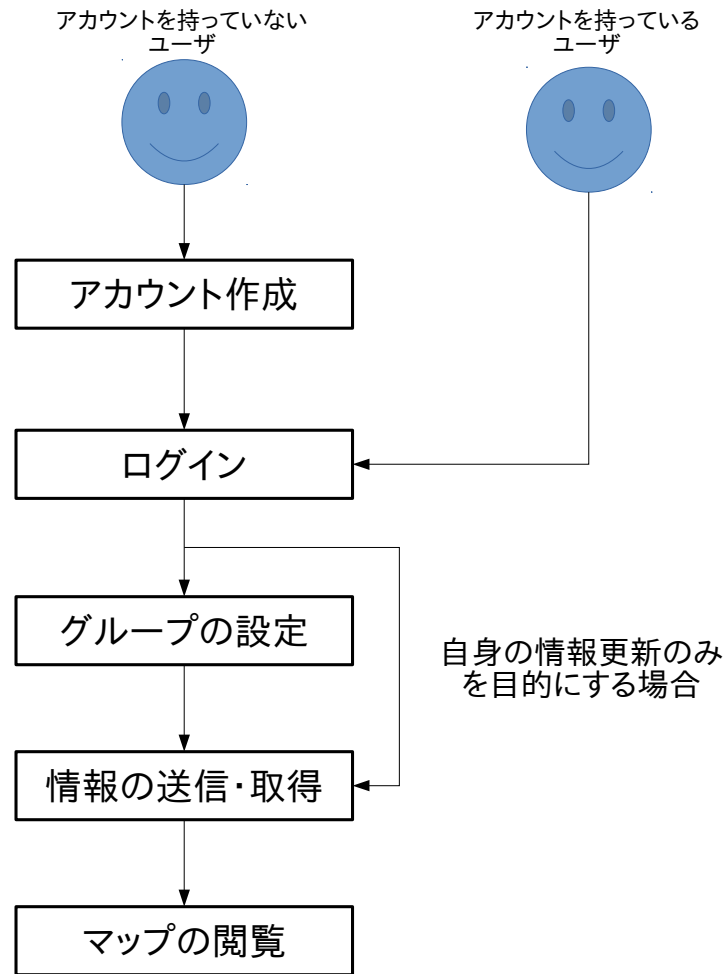 アカウントを持っていない
ユーザ
アカウントを持っている
ユーザ
アカウント作成
ログイン
グループの設定
自身の情報更新のみ
を目的にする場合
情報の送信・取得
マップの閲覧